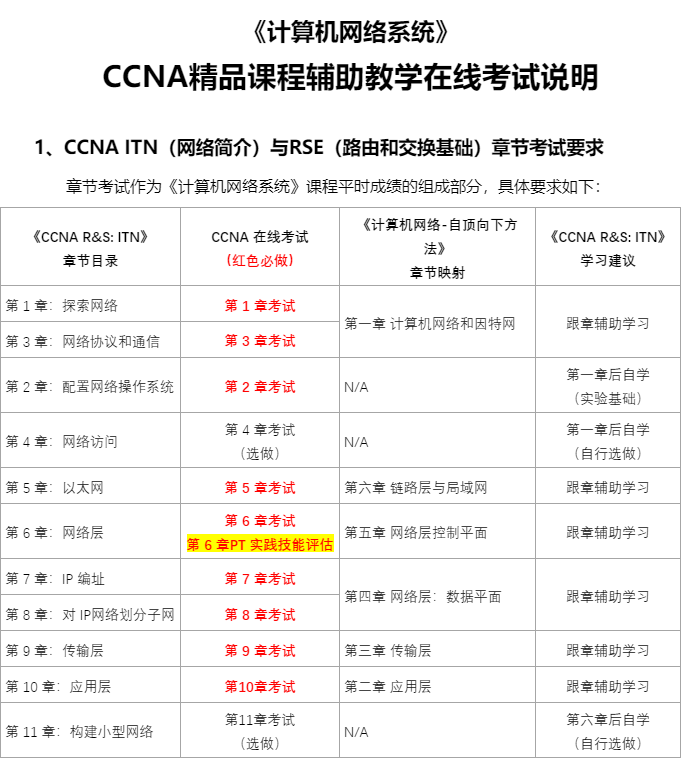 《计算机网络系统》
CCNA精品课程辅助教学在线考试说明
1、CCNA ITN（网络简介）与RSE（路由和交换基础）章节考试要求
章节考试作为《计算机网络系统》课程平时成绩的组成部分，具体要求如下：
《CCNA R&S: ITN》
章节目录
CCNA 在线考试
（红色必做）
《计算机网络-自顶向下方
法》
章节映射
《CCNA R&S: ITN》
学习建议
第 1 章：探索网络
第 1 章考试
第一章 计算机网络和因特网
跟章辅助学习
第 3 章：网络协议和通信
第 3 章考试
第 2 章：配置网络操作系统
第 2 章考试
N/A
第一章后自学
（实验基础）
第 4 章：网络访问
第 4 章考试
（选做）
N/A
第一章后自学
（自行选做）
第 5 章：以太网
第 5 章考试
第六章 链路层与局域网
跟章辅助学习
第 6 章：网络层
第 6 章考试
第 6 章PT 实践技能评估
第五章 网络层控制平面
跟章辅助学习
第 7 章：IP 编址
第 7 章考试
第四章 网络层：数据平面
跟章辅助学习
第 8 章：对 IP网络划分子网
第 8 章考试
第 9 章：传输层
第 9 章考试
第三章 传输层
跟章辅助学习
第 10 章：应用层
第10章考试
第二章 应用层
跟章辅助学习
第 11 章：构建小型网络
第11章考试
（选做）
N/A
第六章后自学
（自行选做）